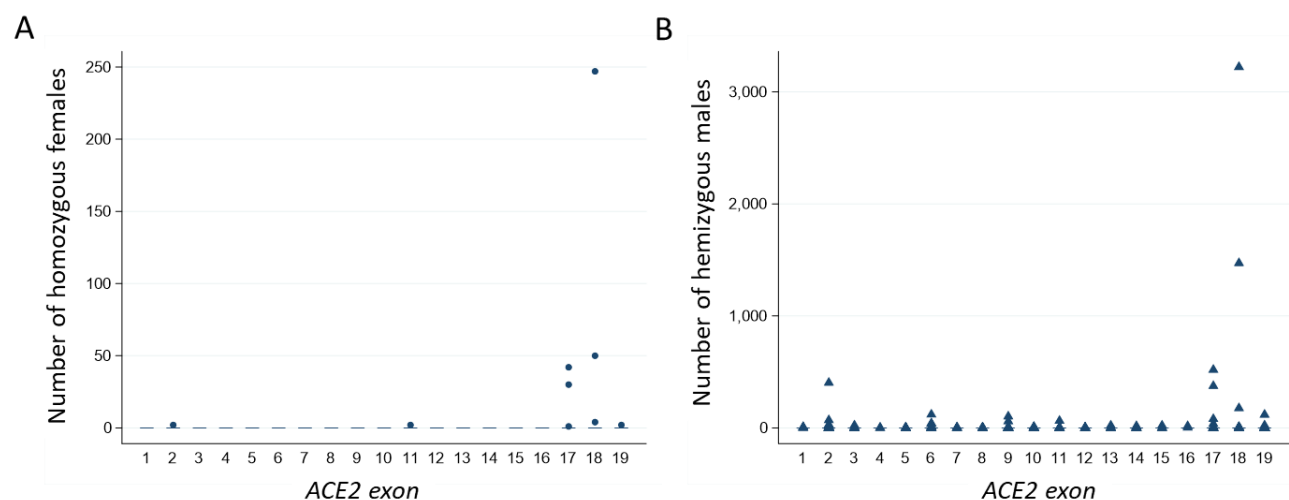 A
Number of homozygous females
250
200
150
100
50
0
1 2 3 4 5 6 7 8 9 10 11 12 13 14 15 16 17 18 19
ACE2 exon
B
Number of hemizygous males
3,000
2,000
1,000
0
1 2 3 4 5 6 7 8 9 10 11 12 13 14 15 16 17 18 19
ACE2 exon